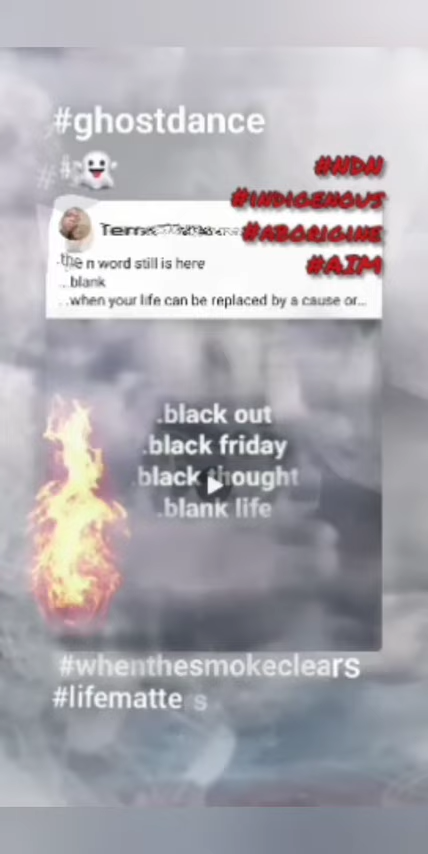 #ghostdance
#👻
#NDN
#INDIGENOUS
#ABORIGINE
#AIM
.the n word still is here
...blank
..when your life can be replaced by a cause or...
.black out
.black friday
black thought
.blank life
#whenthesmokeclears
#lifematte s